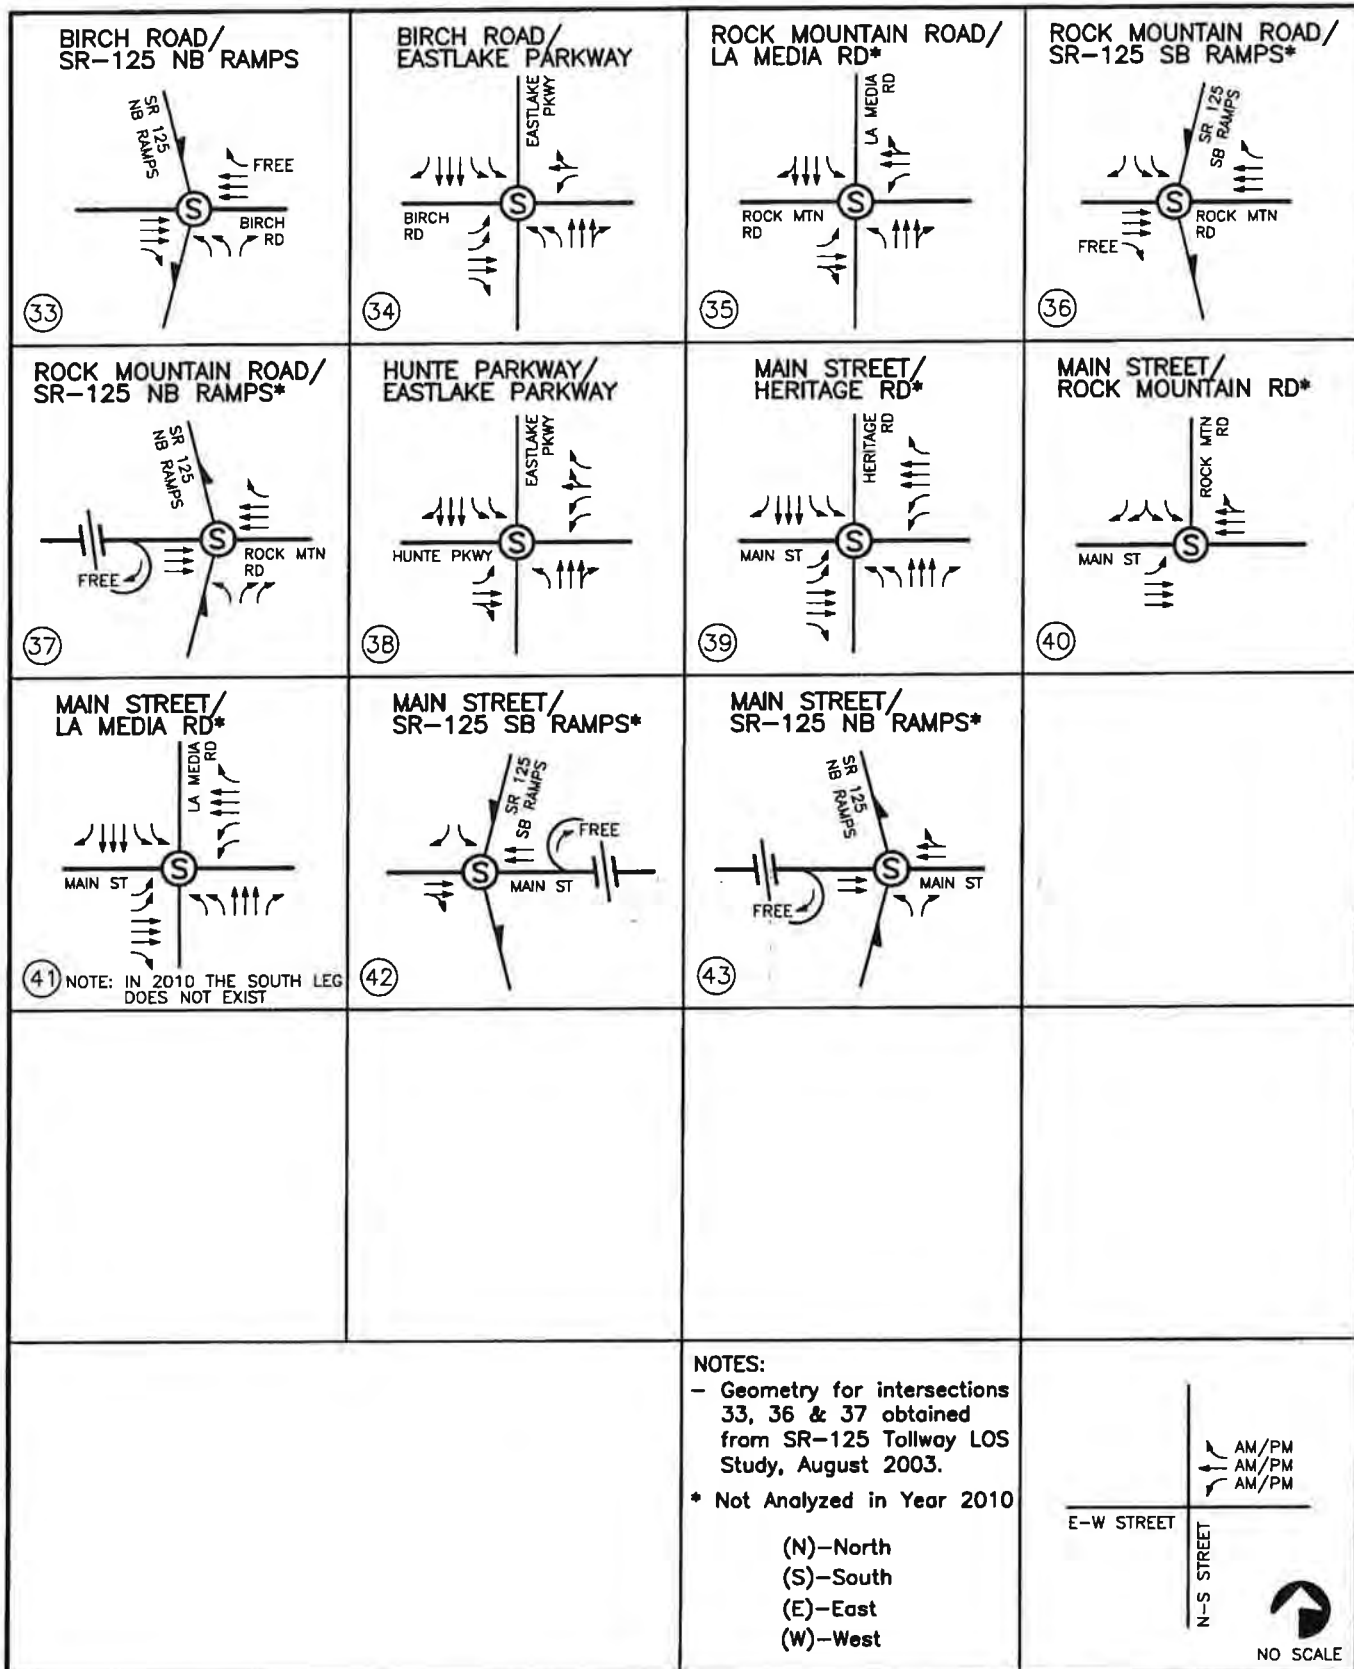 BIRCH ROAD/
SR-125 NB RAMPS
SR 125
NB RAMPS
FREE
BIRCH
RD
S
33
BIRCH ROAD/
EASTLAKE PARKWAY
EASTLAKE
PKWY
BIRCH
RD
S
34
ROCK MOUNTAIN ROAD/
LA MEDIA RD*
LA MEDIA
RD
ROCK MTN
RD
S
35
ROCK MOUNTAIN ROAD/
SR-125 SB RAMPS*
SR 125
SB RAMPS
ROCK MTN
RD
FREE
S
36
ROCK MOUNTAIN ROAD/
SR-125 NB RAMPS*
SR 125
NB RAMPS
ROCK MTN
RD
FREE
S
37
HUNTE PARKWAY/
EASTLAKE PARKWAY
EASTLAKE
PKWY
HUNTE PKWY
S
38
MAIN STREET/
HERITAGE RD*
HERITAGE
RD
MAIN ST
S
39
MAIN STREET/
ROCK MOUNTAIN RD*
ROCK MTN
RD
MAIN ST
S
40
MAIN STREET/
LA MEDIA RD*
LA MEDIA
RD
MAIN ST
S
41
NOTE: IN 2010 THE SOUTH LEG
DOES NOT EXIST
MAIN STREET/
SR-125 SB RAMPS*
SR 125
SB RAMPS
FREE
MAIN ST
S
42
MAIN STREET/
SR-125 NB RAMPS*
SR 125
NB RAMPS
MAIN ST
FREE
S
43
NOTES:
- Geometry for intersections
33, 36 & 37 obtained
from SR-125 Tollway LOS
Study, August 2003.
* Not Analyzed in Year 2010
(N)-North
(S)-South
(E)-East
(W)-West
AM/PM
AM/PM
AM/PM
E-W STREET
N-S STREET
NO SCALE